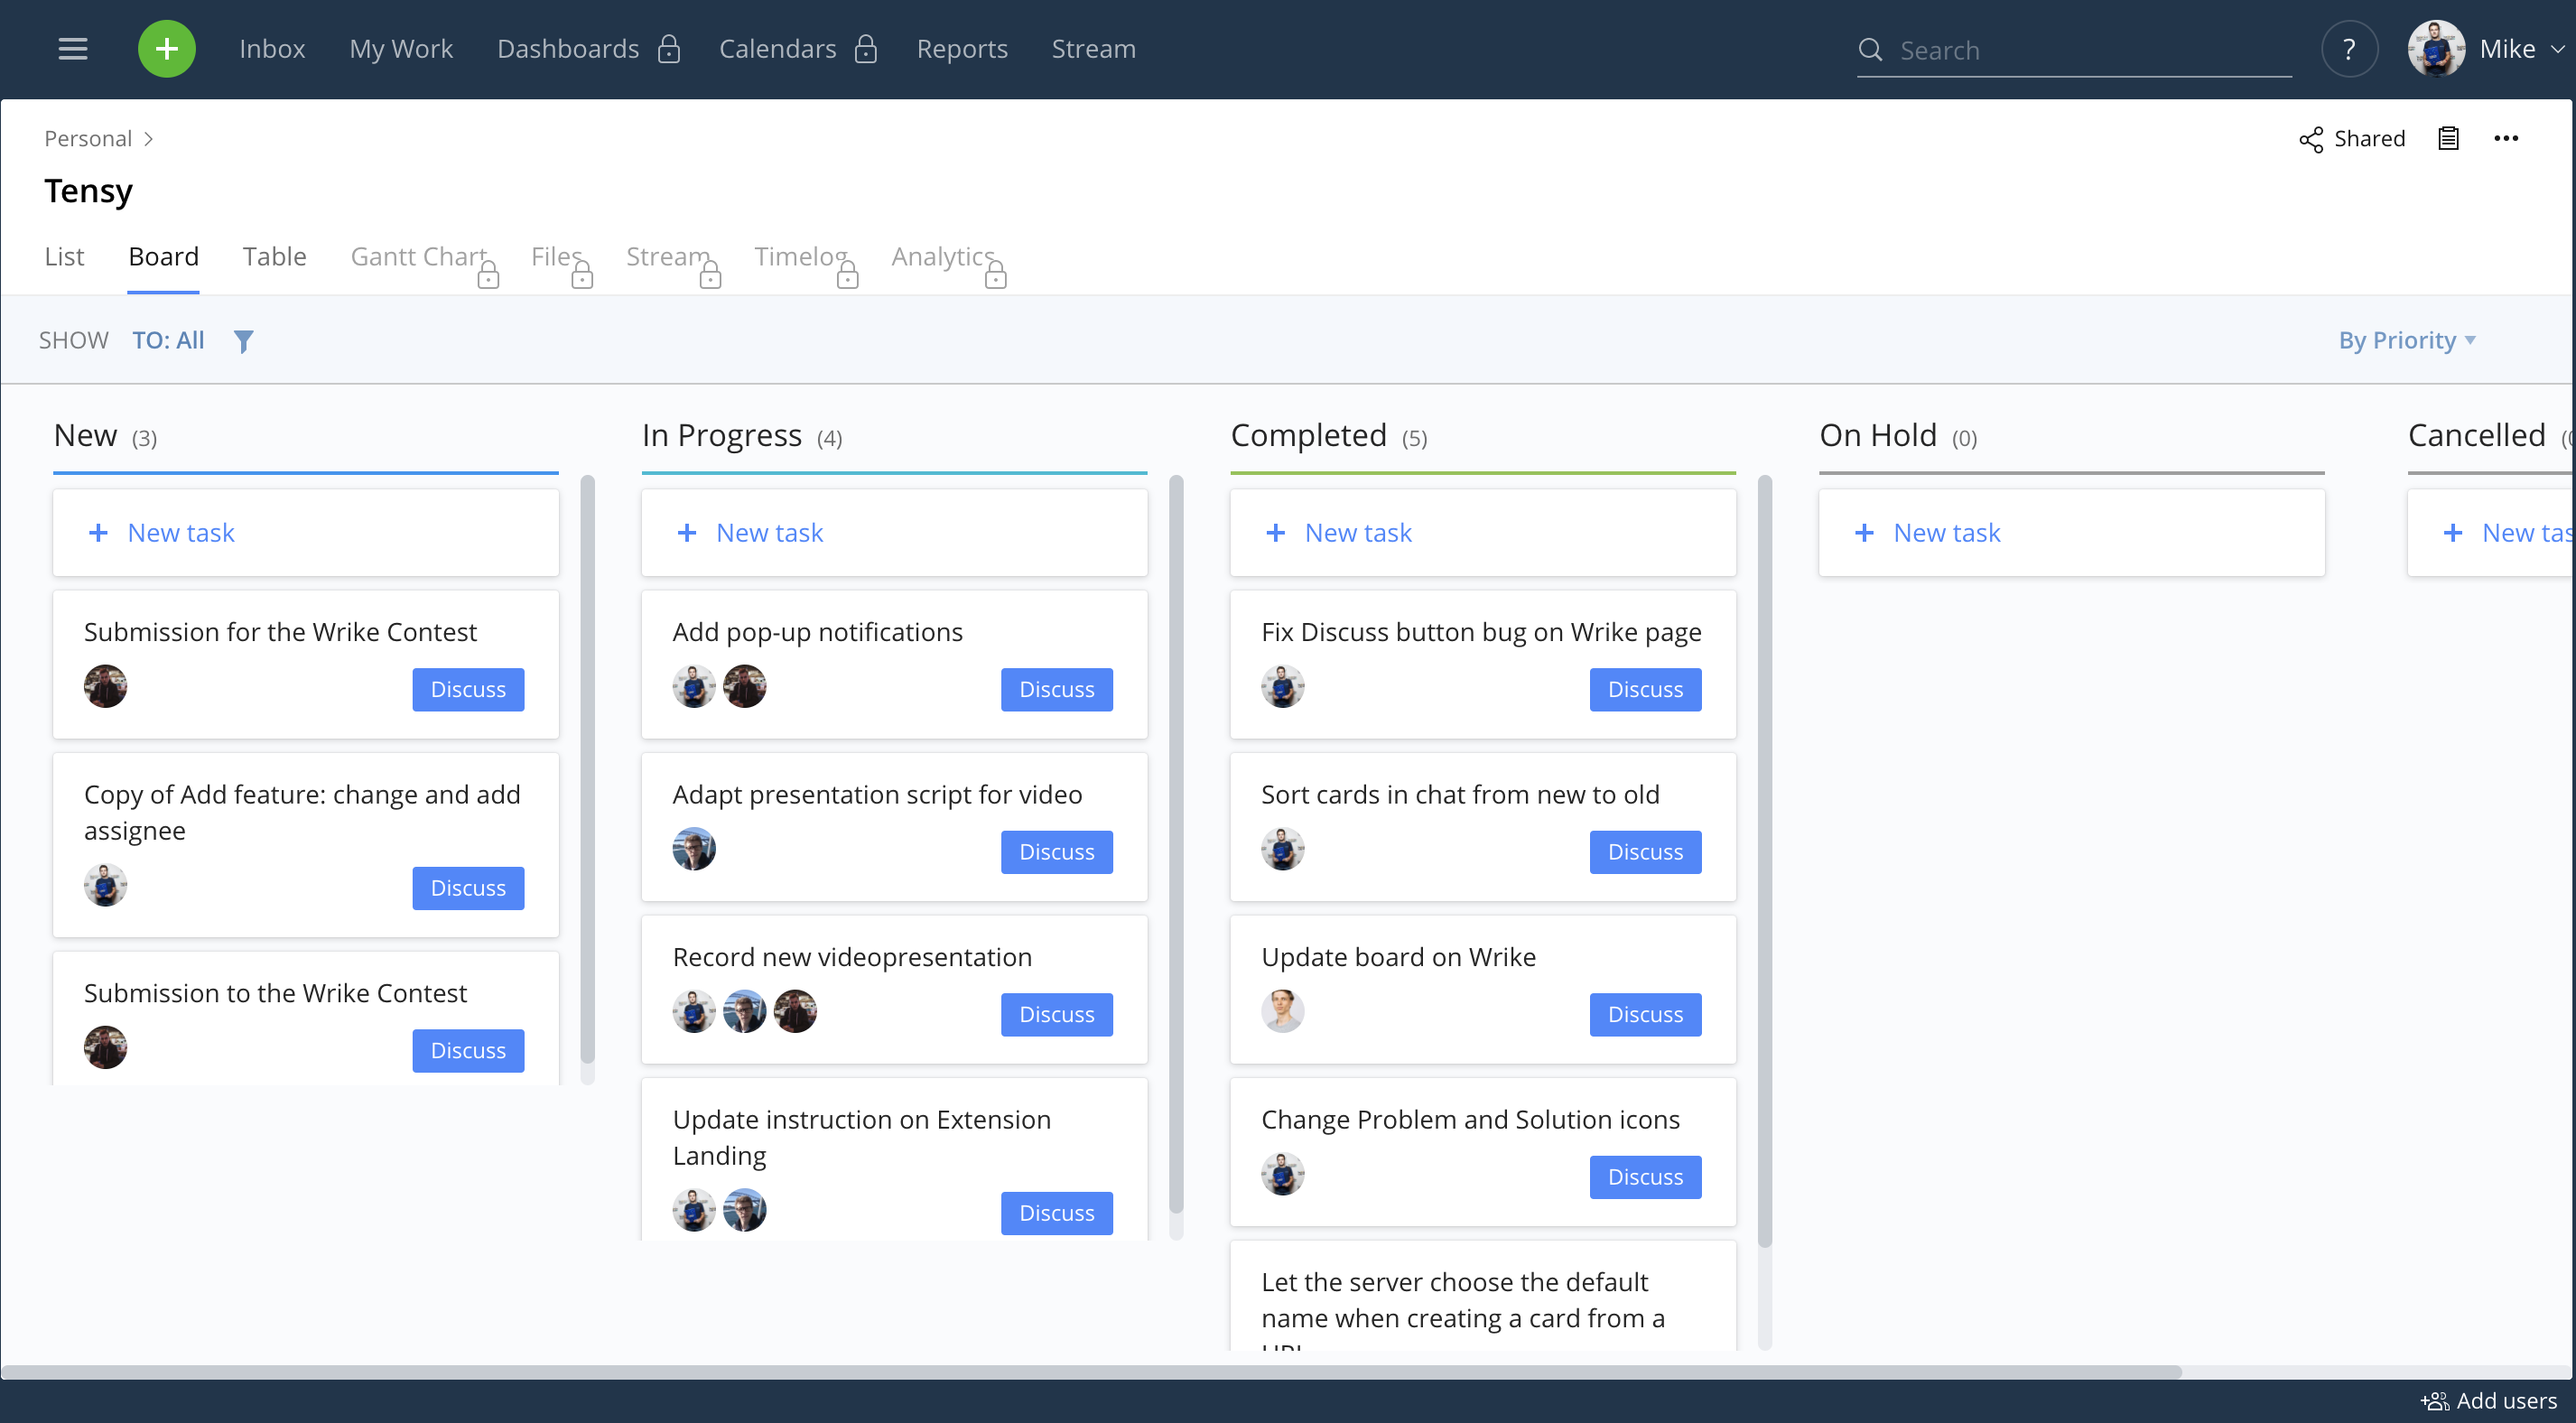 + Inbox My Work Dashboards Calendars Reports Stream Search ? Mike
Personal >
Shared
Tensy
List Board Table Gantt Chart Files Stream Timelog Analytics
SHOW TO: All By Priority
New (3)
+ New task
Submission for the Wrike Contest
Discuss
Copy of Add feature: change and add
assignee
Discuss
Submission to the Wrike Contest
Discuss
In Progress (4)
+ New task
Add pop-up notifications
Discuss
Adapt presentation script for video
Discuss
Record new videopresentation
Discuss
Update instruction on Extension
Landing
Discuss
Completed (5)
+ New task
Fix Discuss button bug on Wrike page
Discuss
Sort cards in chat from new to old
Discuss
Update board on Wrike
Discuss
Change Problem and Solution icons
Discuss
Let the server choose the default
name when creating a card from a
On Hold (0)
+ New task
Cancelled
+ New tas
Add users